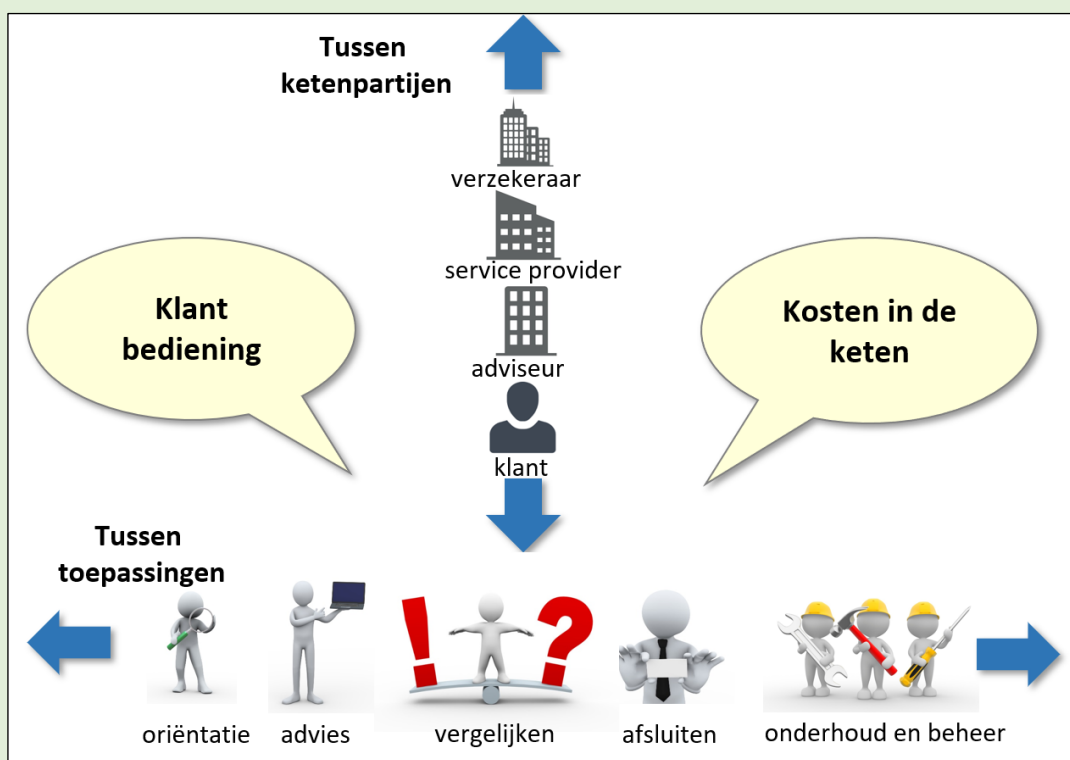 Tussen
ketenpartijen
verzekeraar
service provider
Klant
bediening
Kosten in de
keten
adviseur
klant
Tussen
toepassingen
oriëntatie advies vergelijken afsluiten onderhoud en beheer